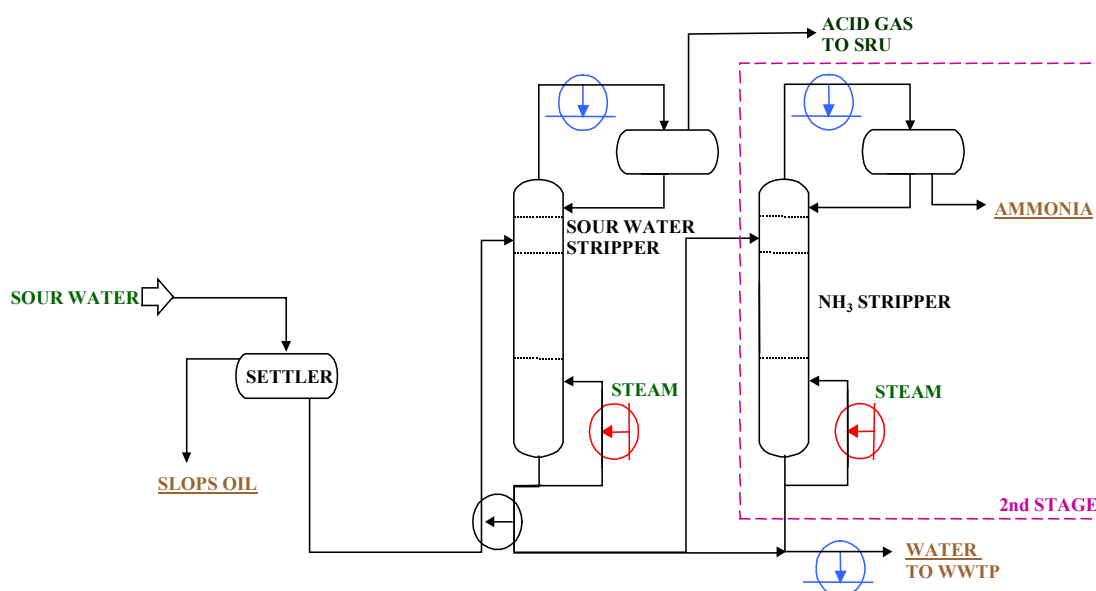 ACID GAS
TO SRU
AMMONIA
SOUR WATER
STRIPPER
SOUR WATER
NH₃ STRIPPER
SETTLER
STEAM
STEAM
SLOPS OIL
2nd STAGE
WATER
TO WWTP